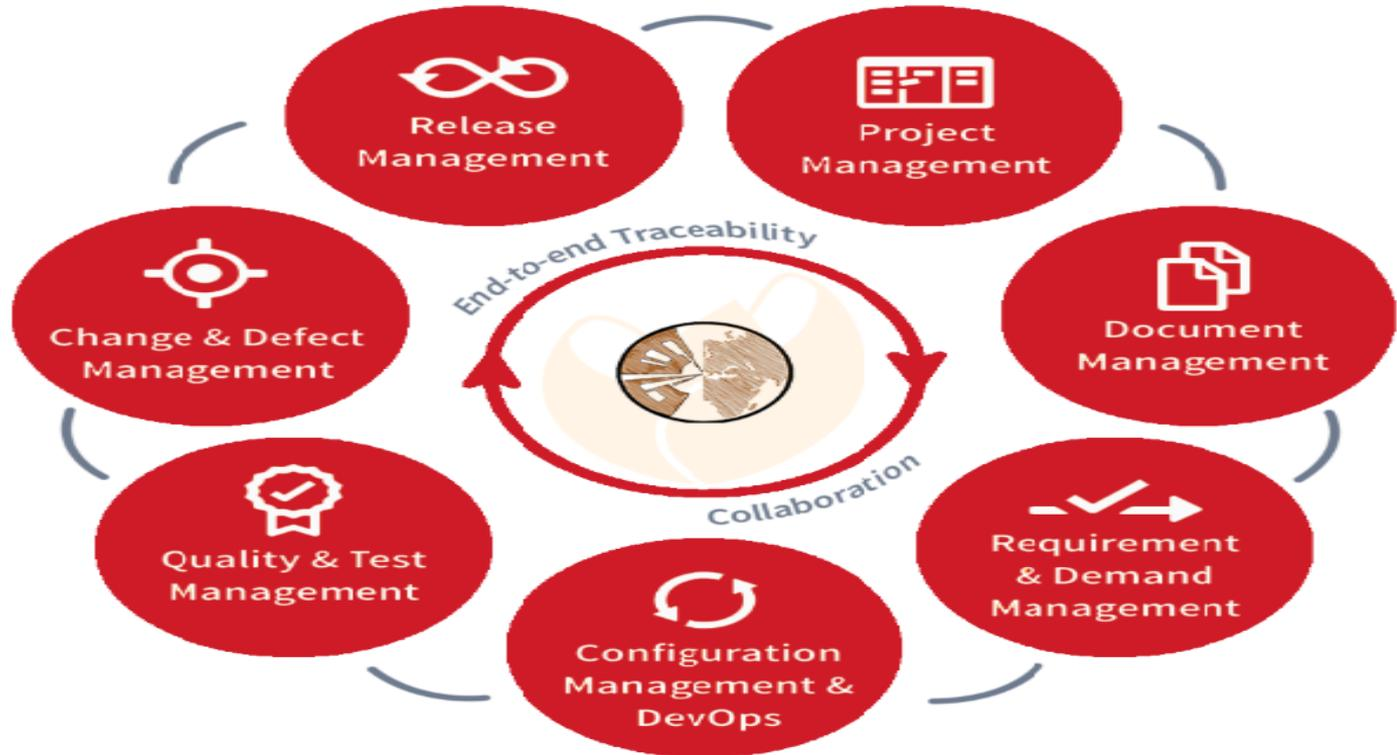 Release
Management
Project
Management
End-to-end Traceability
Change & Defect
Management
Document
Management
Collaboration
Quality & Test
Management
Requirement
& Demand
Management
Configuration
Management &
DevOps